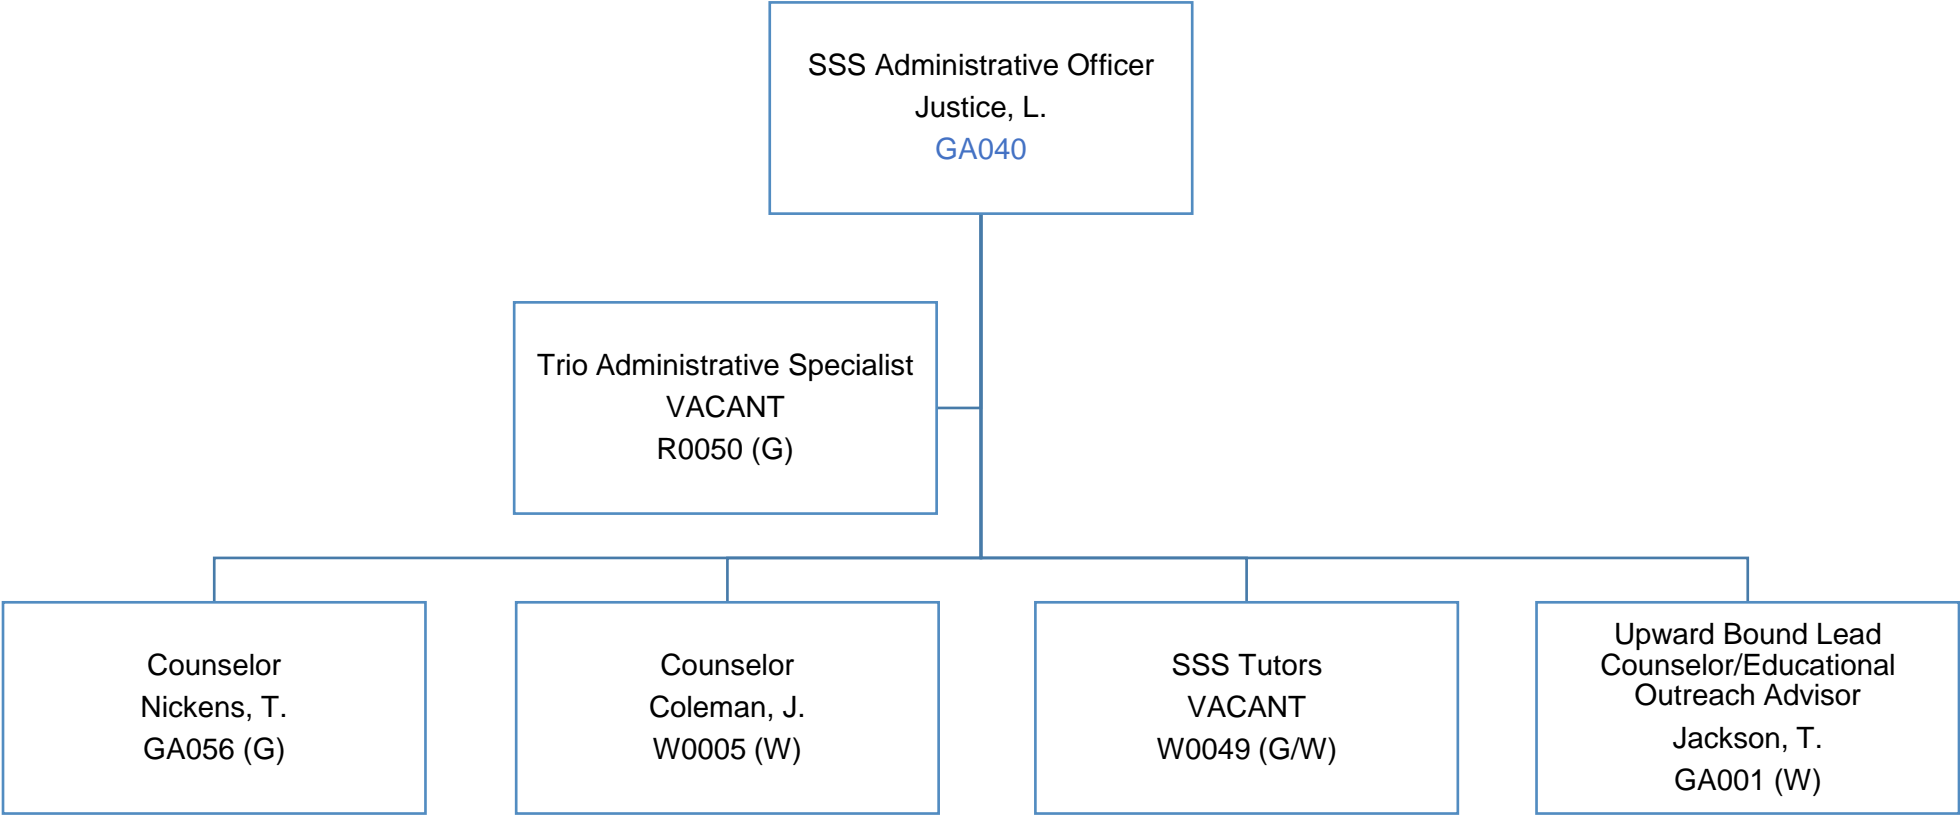 SSS Administrative Officer
Justice, L.
GA040
Trio Administrative Specialist
VACANT
R0050 (G)
Counselor
Nickens, T.
GA056 (G)
Counselor
Coleman, J.
W0005 (W)
SSS Tutors
VACANT
W0049 (G/W)
Upward Bound Lead
Counselor/Educational
Outreach Advisor
Jackson, T.
GA001 (W)